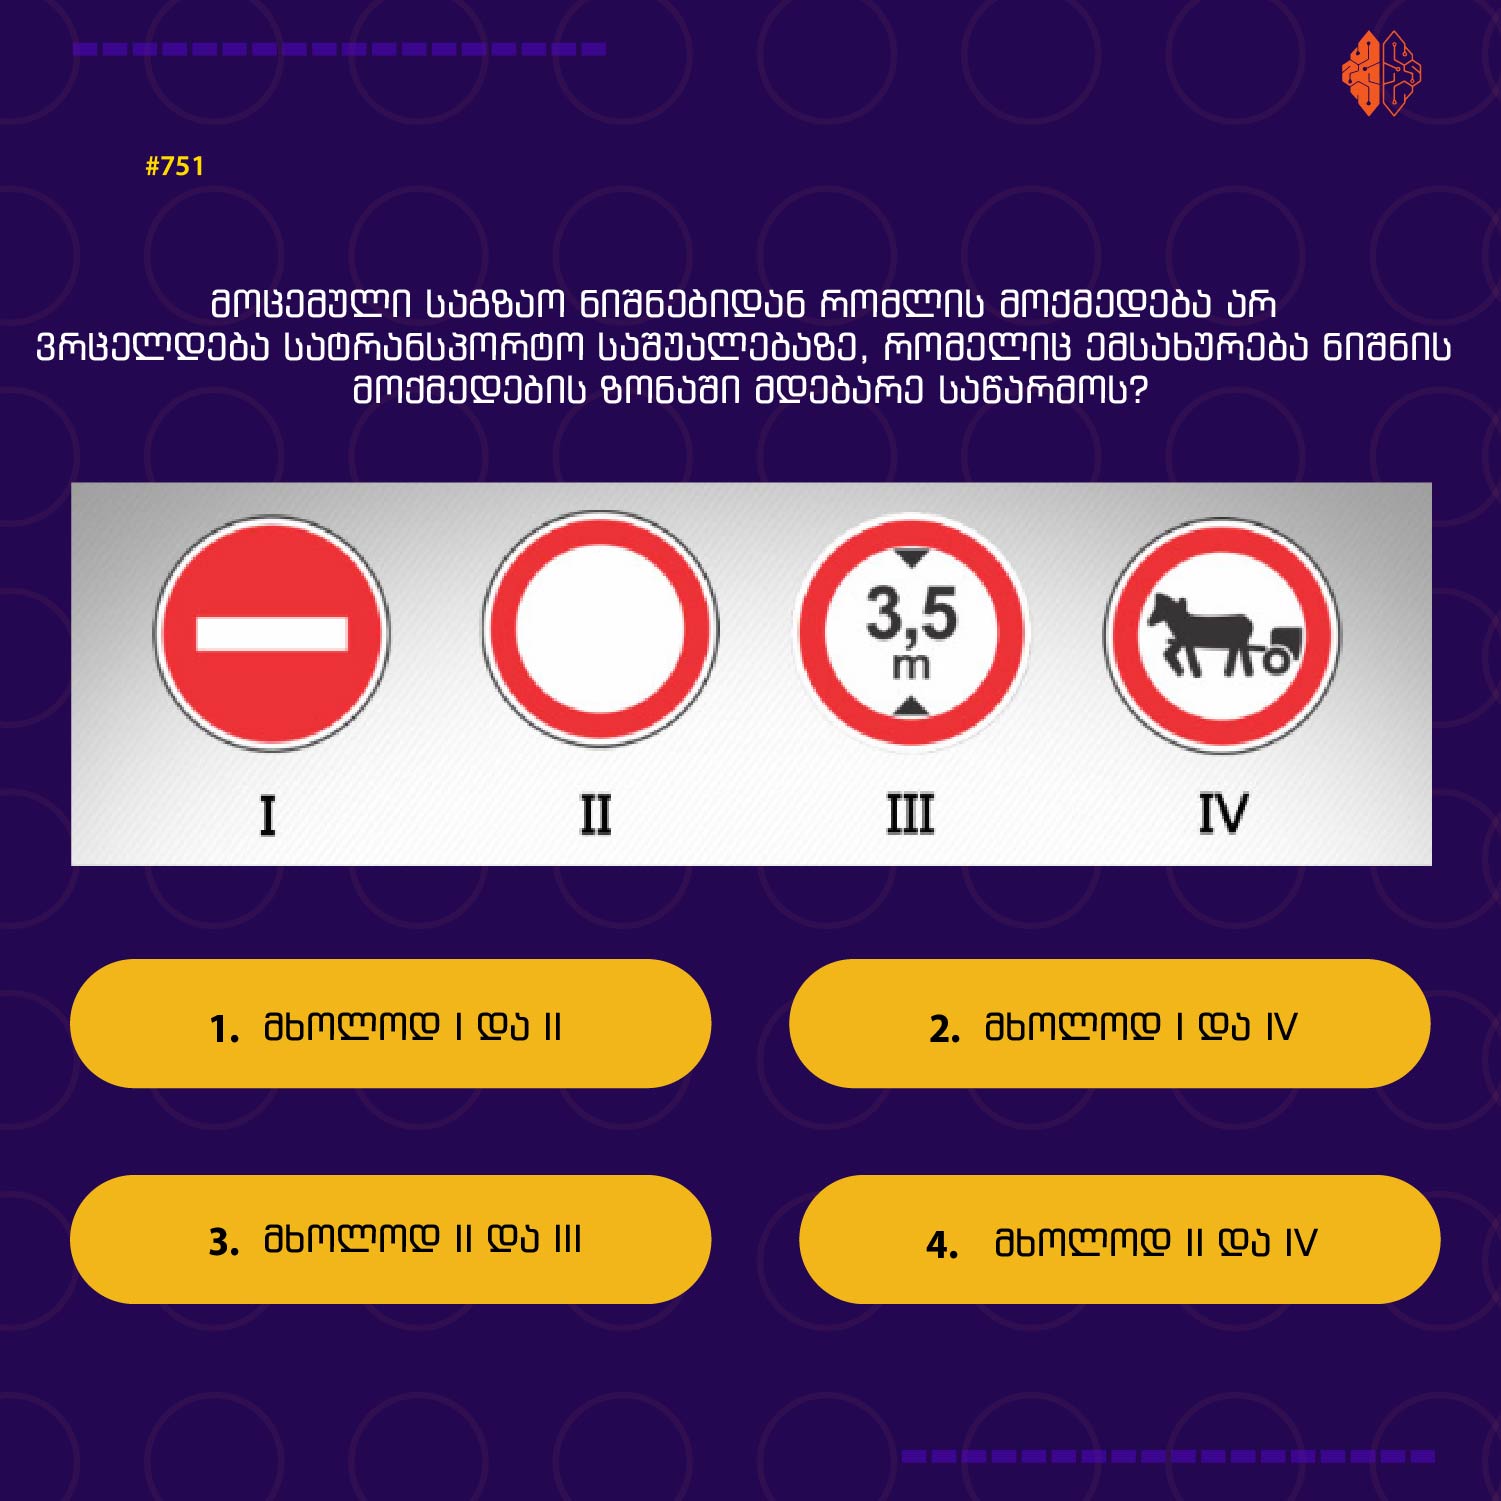 #751
მოცემული საგზაო ნიშნებიდან რომლის მოქმედება არ
ვრცელდება სატრანსპორტო საშუალებაზე, რომელიც ემსახურება ნიშნის
მოქმედების ზონაში მდებარე საწარმოს?
3,5
m
I II III IV
1. მხოლოდ I და II
2. მხოლოდ I და IV
3. მხოლოდ II და III
4. მხოლოდ II და IV